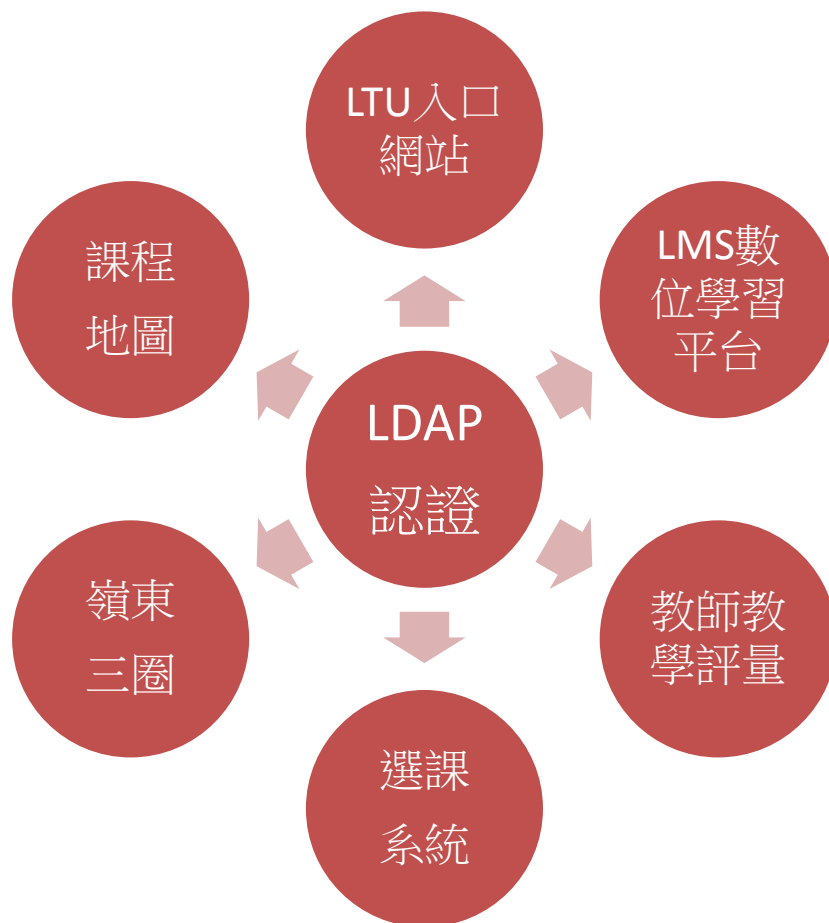 LTU入口
網站
LMS數
位學習
平台
課程
地圖
LDAP
認證
教師教
學評量
嶺東
三圈
選課
系統